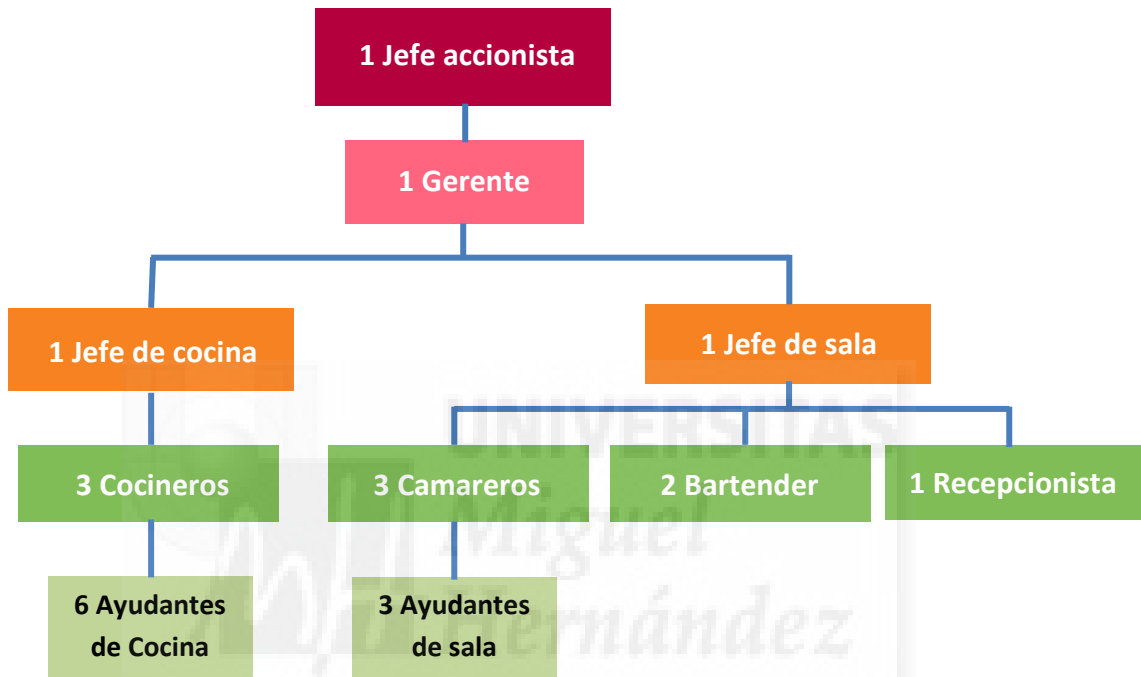 1 Jefe accionista
1 Gerente
1 Jefe de cocina
1 Jefe de sala
UNIVERSITAS
3 Cocineros
3 Camareros
2 Bartender
1 Recepcionista
Miguel
6 Ayudantes
de Cocina
3 Ayudantes
de sala
Hernández